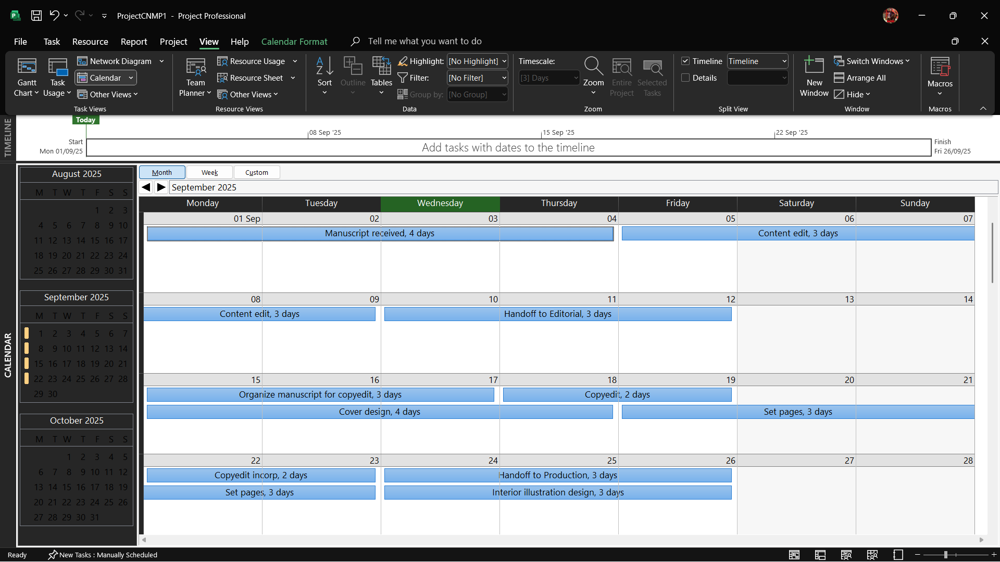 ProjectCNMP1 - Project Professional
File Task Resource Report Project View Help Calendar Format Tell me what you want to do
Gantt Chart
Task Usage
Network Diagram
Calendar
Other Views
Task Views
Team Planner
Resource Usage
Resource Sheet
Other Views
Resource Views
Sort
Outline
Tables
Highlight: [No Highlight]
Filter: [No Filter]
Group by: [No Group]
Data
Timescale:
[3] Days
Zoom
Entire Project
Selected Tasks
Zoom
Timeline Timeline
Details
Split View
New Window
Switch Windows
Arrange All
Hide
Window
Macros
Macros
TIMELINE
Today
08 Sep '25 15 Sep '25 22 Sep '25
Start
Mon 01/09/25
Add tasks with dates to the timeline
Finish
Fri 26/09/25
CALENDAR
August 2025
M T W T F S S
1 2 3
4 5 6 7 8 9 10
11 12 13 14 15 16 17
18 19 20 21 22 23 24
25 26 27 28 29 30 31
September 2025
M T W T F S S
1 2 3 4 5 6 7
8 9 10 11 12 13 14
15 16 17 18 19 20 21
22 23 24 25 26 27 28
29 30
October 2025
M T W T F S S
1 2 3 4 5
6 7 8 9 10 11 12
13 14 15 16 17 18 19
20 21 22 23 24 25 26
27 28 29 30 31
Month Week Custom
September 2025
Monday Tuesday Wednesday Thursday Friday Saturday Sunday
01 Sep 02 03 04 05 06 07
Manuscript received, 4 days Content edit, 3 days
08 09 10 11 12 13 14
Content edit, 3 days Handoff to Editorial, 3 days
15 16 17 18 19 20 21
Organize manuscript for copyedit, 3 days Copyedit, 2 days
Cover design, 4 days Set pages, 3 days
22 23 24 25 26 27 28
Copyedit incorp, 2 days Handoff to Production, 3 days
Set pages, 3 days Interior illustration design, 3 days
Ready New Tasks : Manually Scheduled